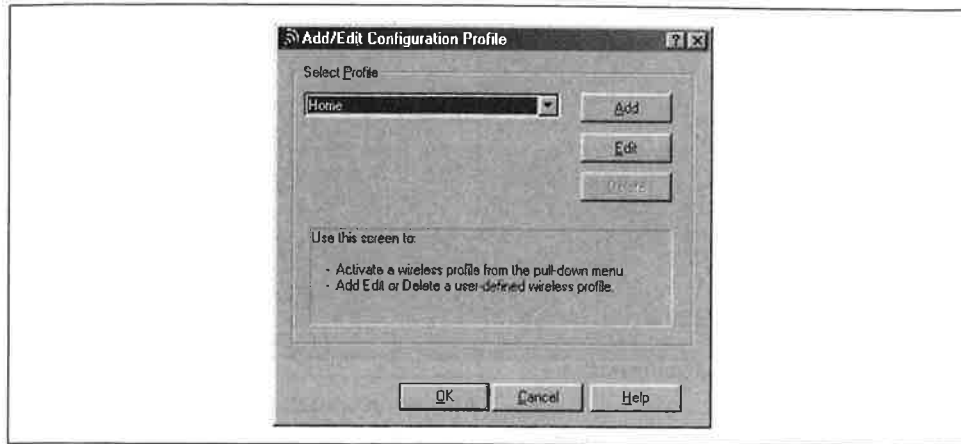 Add/Edit Configuration Profile
Select Profile
Home
Add
Edit
Delete
Use this screen to:
- Activate a wireless profile from the pull-down menu
- Add Edit or Delete a user-defined wireless profile.
OK
Cancel
Help